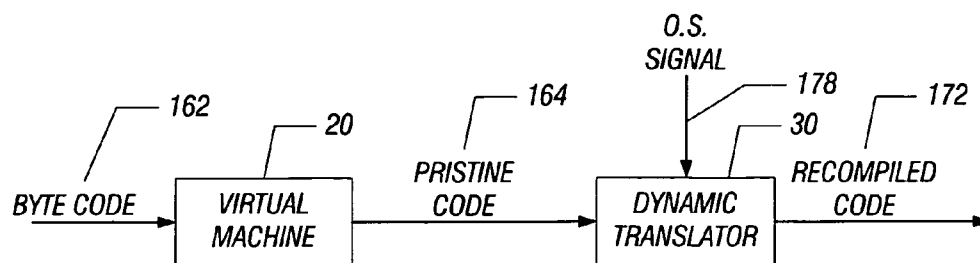 O.S.
SIGNAL
162
20
164
178
30
172
BYTE CODE
VIRTUAL
MACHINE
PRISTINE
CODE
DYNAMIC
TRANSLATOR
RECOMPILED
CODE